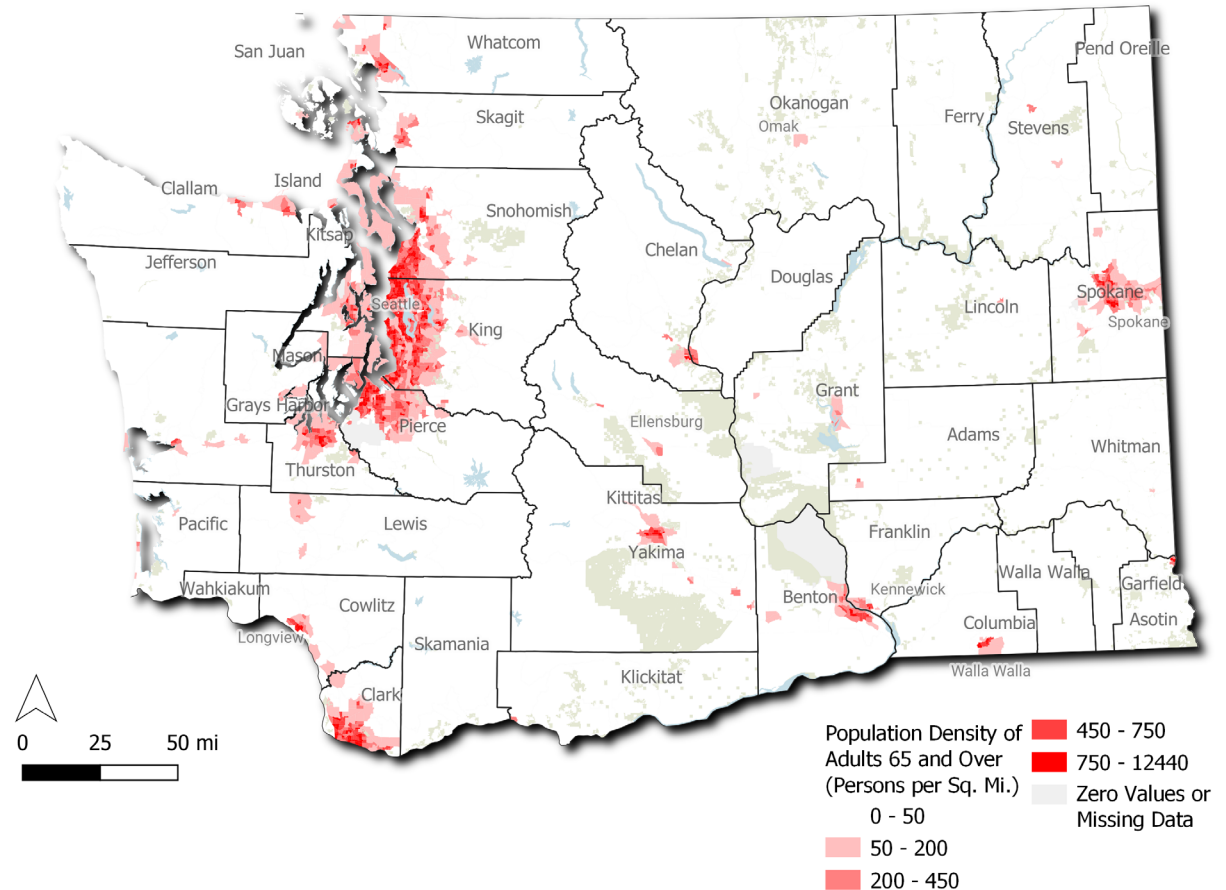 San Juan
Whatcom
Pend Oreille
Skagit
Okanogan
Omak
Ferry
Stevens
Clallam
Island
Snohomish
Kitsap
Chelan
Jefferson
Douglas
Seattle
King
Lincoln
Spokane
Spokane
Mason
Grays Harbor
Grant
Pierce
Ellensburg
Adams
Whitman
Thurston
Kittitas
Pacific
Lewis
Franklin
Yakima
Walla Walla
Wahkiakum
Cowlitz
Benton
Kennewick
Garfield
Longview
Skamania
Columbia
Asotin
Walla Walla
Klickitat
Clark
0 25 50 mi
Population Density of
Adults 65 and Over
(Persons per Sq. Mi.)
0 - 50
50 - 200
200 - 450
450 - 750
750 - 12440
Zero Values or
Missing Data